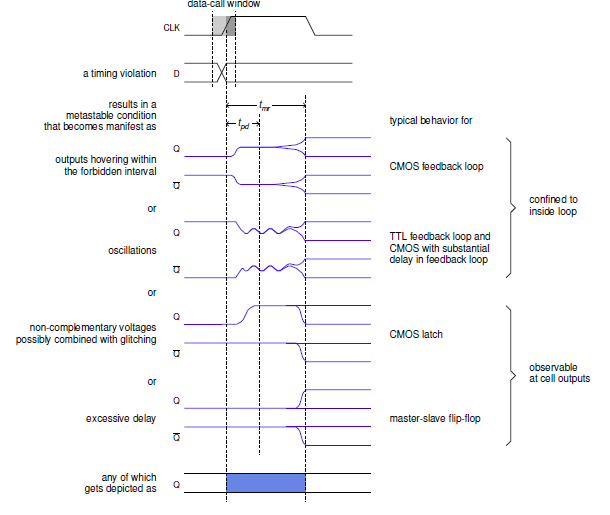 data-call window
CLK
a timing violation D
results in a
metastable condition
that becomes manifest as
tmr
tpd
typical behavior for
Q
outputs hovering within
the forbidden interval
Q
CMOS feedback loop
confined to
inside loop
or
Q
oscillations
Q
TTL feedback loop and
CMOS with substantial
delay in feedback loop
or
Q
non-complementary voltages
possibly combined with glitching
Q
CMOS latch
observable
at cell outputs
or
Q
excessive delay
Q
master-slave flip-flop
any of which
gets depicted as
Q